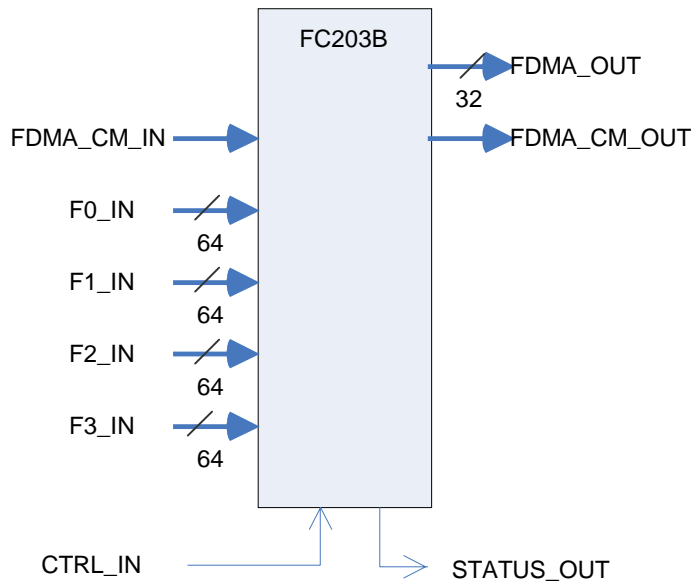 FC203B
FDMA_OUT
32
FDMA_CM_IN
FDMA_CM_OUT
F0_IN
64
F1_IN
64
F2_IN
64
F3_IN
64
CTRL_IN
STATUS_OUT